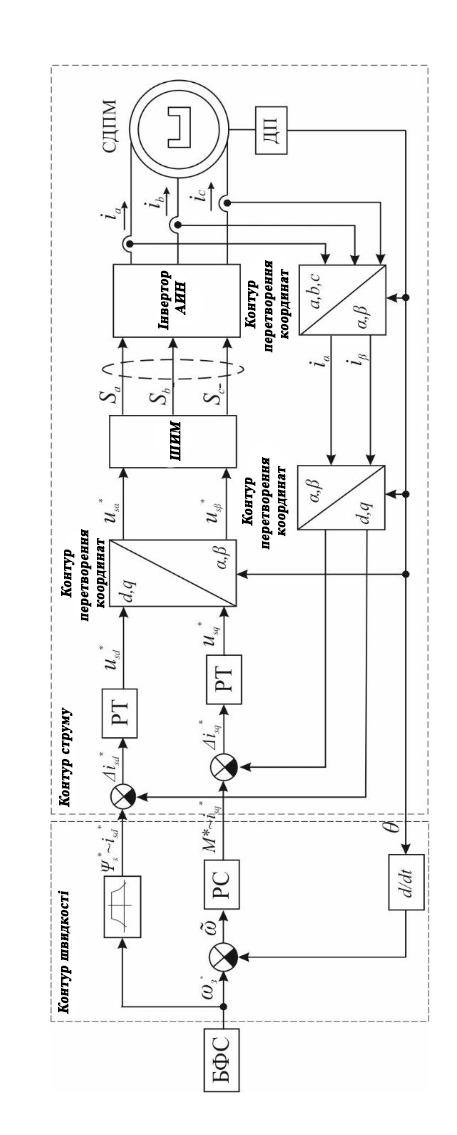 Контур швидкості
Контур струму
БФС
ω*з
ω̃
РС
d/dt
θ
Ψ*s~i*sd
M*~i*sq
Δi*sd
Δi*sq
РТ
РТ
u*sd
u*sq
Контур
перетворення
координат
d,q
α,β
u*sα
u*sβ
ШИМ
Sa
Sb
Sc
Інвертор
АИН
ia
ib
ic
СДПМ
ДП
Контур
перетворення
координат
a,b,c
α,β
iα
iβ
Контур
перетворення
координат
α,β
d,q